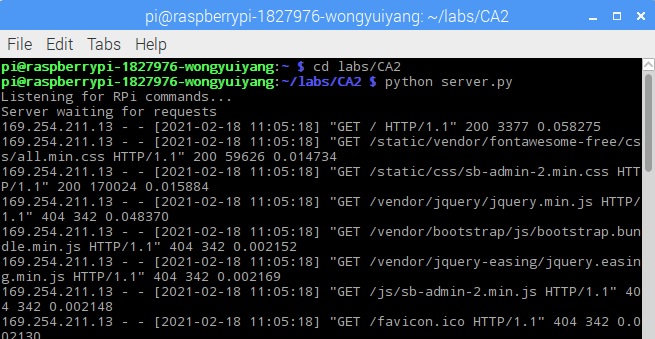 pi@raspberrypi-1827976-wongyuiyang: ~/labs/CA2
File Edit Tabs Help
pi@raspberrypi-1827976-wongyuiyang:~ $ cd labs/CA2
pi@raspberrypi-1827976-wongyuiyang:~/labs/CA2 $ python server.py
Listening for RPi commands...
Server waiting for requests
169.254.211.13 - - [2021-02-18 11:05:18] "GET / HTTP/1.1" 200 3377 0.058275
169.254.211.13 - - [2021-02-18 11:05:18] "GET /static/vendor/fontawesome-free/cs
s/all.min.css HTTP/1.1" 200 59626 0.014734
169.254.211.13 - - [2021-02-18 11:05:18] "GET /static/css/sb-admin-2.min.css HTT
P/1.1" 200 170024 0.015884
169.254.211.13 - - [2021-02-18 11:05:18] "GET /vendor/jquery/jquery.min.js HTTP/
1.1" 404 342 0.048370
169.254.211.13 - - [2021-02-18 11:05:18] "GET /vendor/bootstrap/js/bootstrap.bun
dle.min.js HTTP/1.1" 404 342 0.002152
169.254.211.13 - - [2021-02-18 11:05:18] "GET /vendor/jquery-easing/jquery.easin
g.min.js HTTP/1.1" 404 342 0.002169
169.254.211.13 - - [2021-02-18 11:05:18] "GET /js/sb-admin-2.min.js HTTP/1.1" 40
4 342 0.002148
169.254.211.13 - - [2021-02-18 11:05:18] "GET /favicon.ico HTTP/1.1" 404 342 0.0
02130